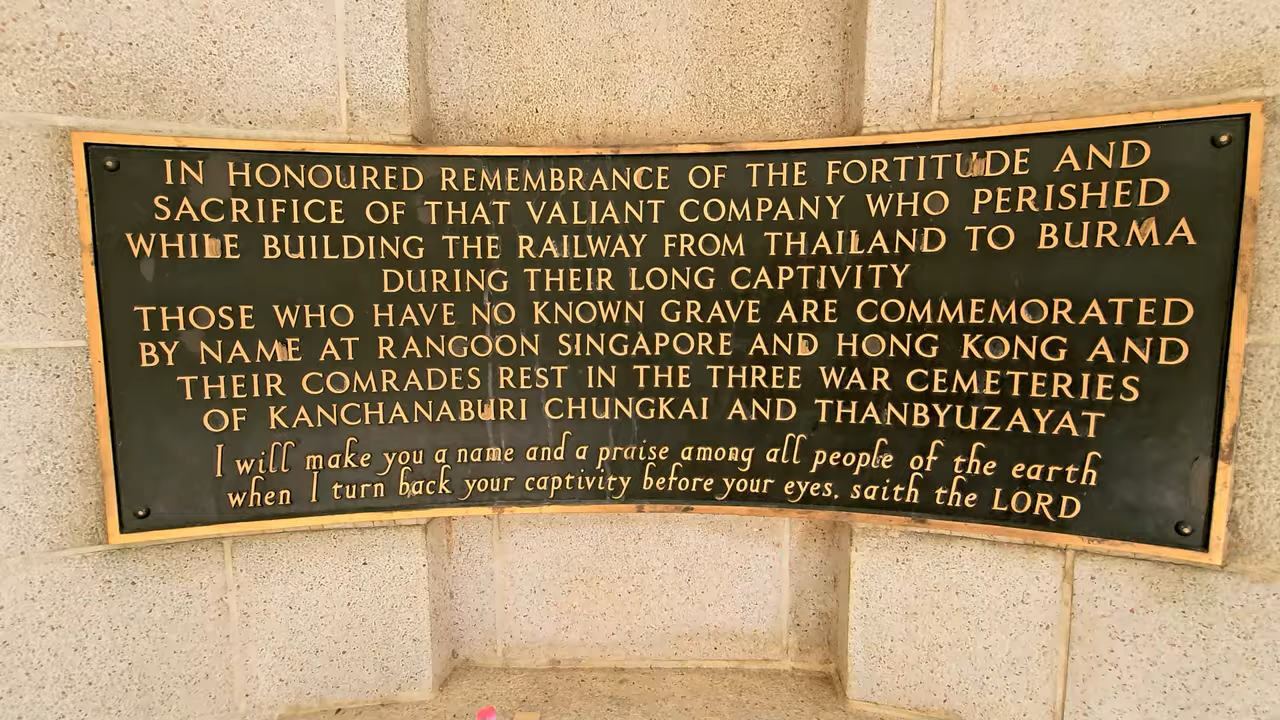 IN HONOURED REMEMBRANCE OF THE FORTITUDE AND
SACRIFICE OF THAT VALIANT COMPANY WHO PERISHED
WHILE BUILDING THE RAILWAY FROM THAILAND TO BURMA
DURING THEIR LONG CAPTIVITY
THOSE WHO HAVE NO KNOWN GRAVE ARE COMMEMORATED
BY NAME AT RANGOON SINGAPORE AND HONG KONG AND
THEIR COMRADES REST IN THE THREE WAR CEMETERIES
OF KANCHANABURI CHUNGKAI AND THANBYUZAYAT
I will make you a name and a praise among all people of the earth
when I turn back your captivity before your eyes, saith the LORD